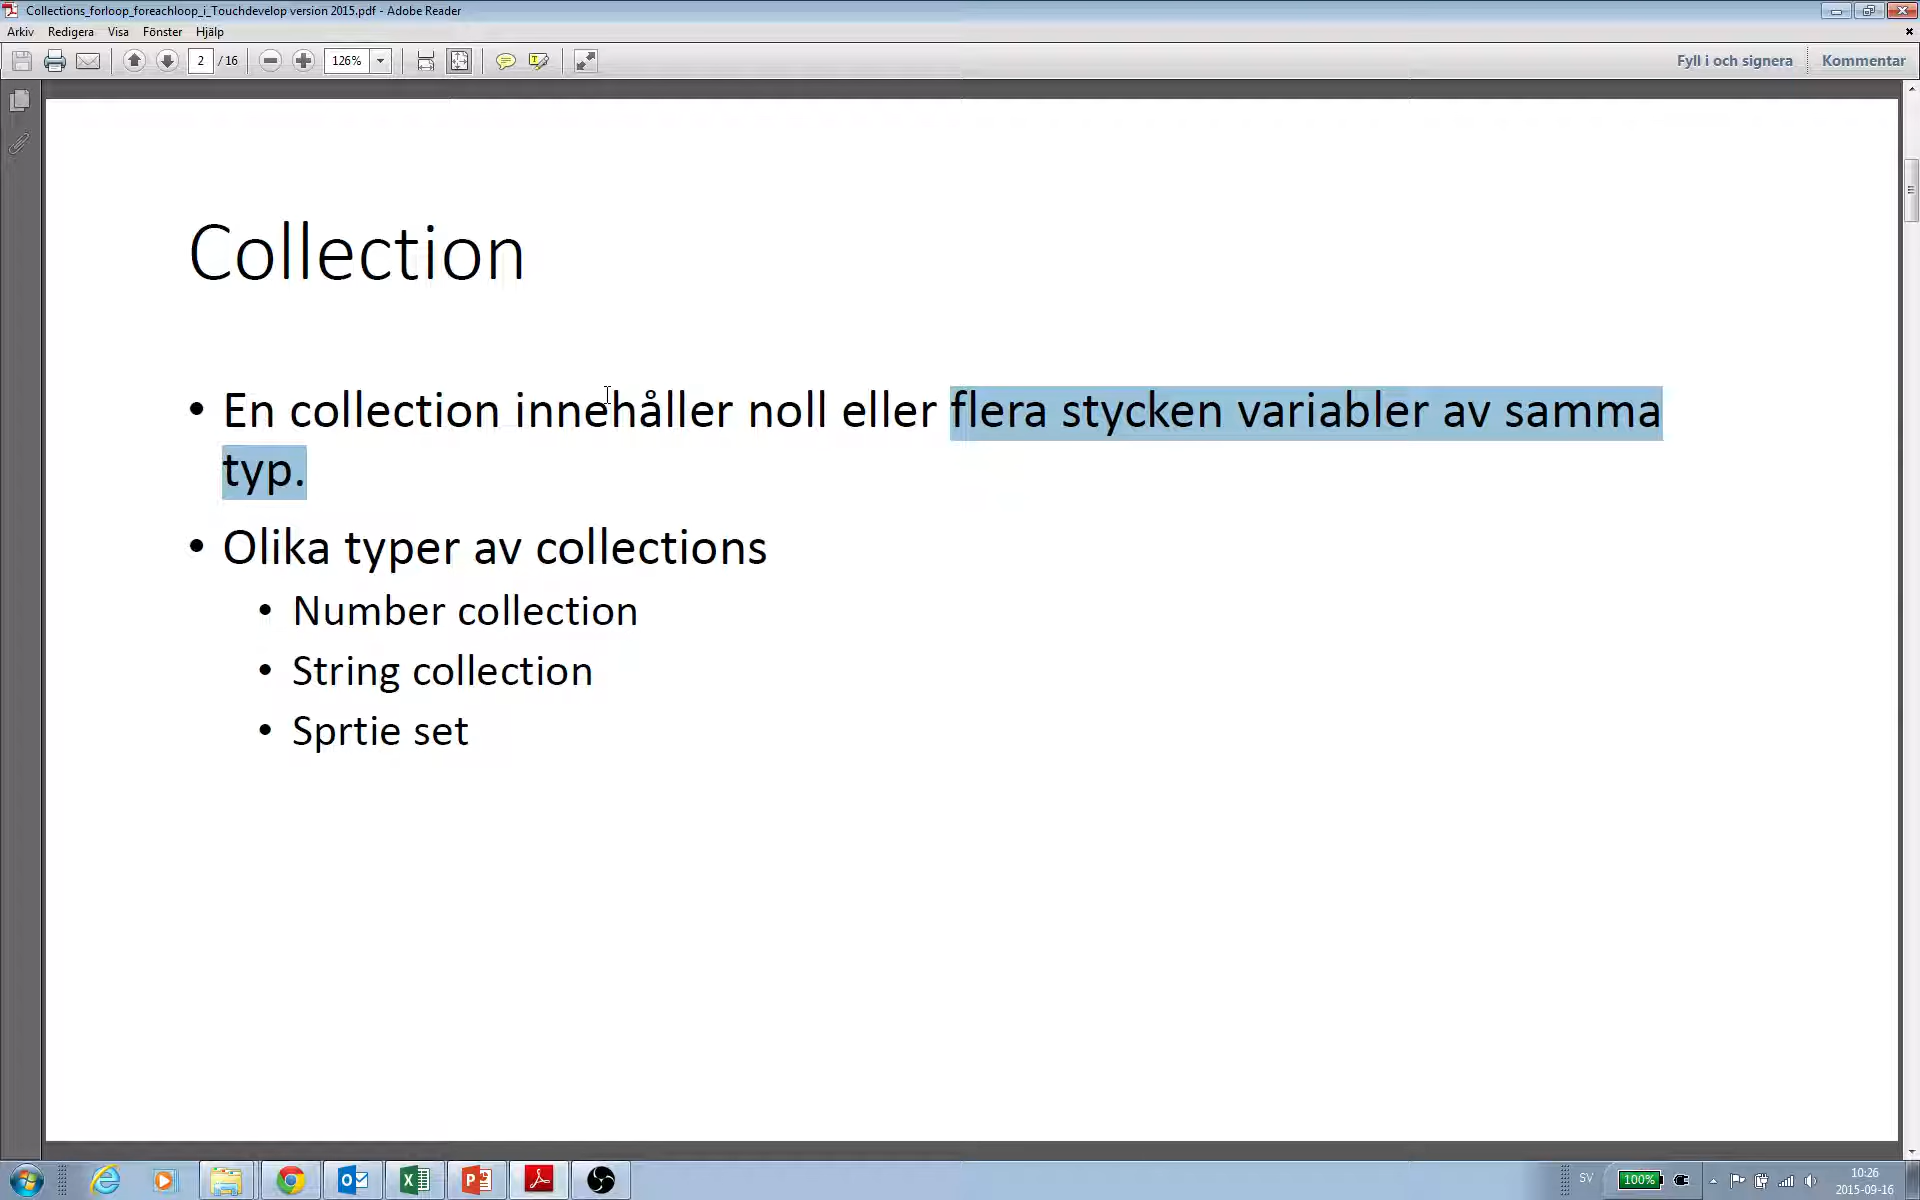 Collections_forloop_foreachloop_i_Touchdevelop version 2015.pdf - Adobe Reader
Arkiv Redigera Visa Fönster Hjälp
2 / 16 126% Fyll i och signera Kommentar
Collection
• En collection innehåller noll eller flera stycken variabler av samma
typ.
• Olika typer av collections
• Number collection
• String collection
• Sprtie set
SV 100% 10:26
2015-09-16